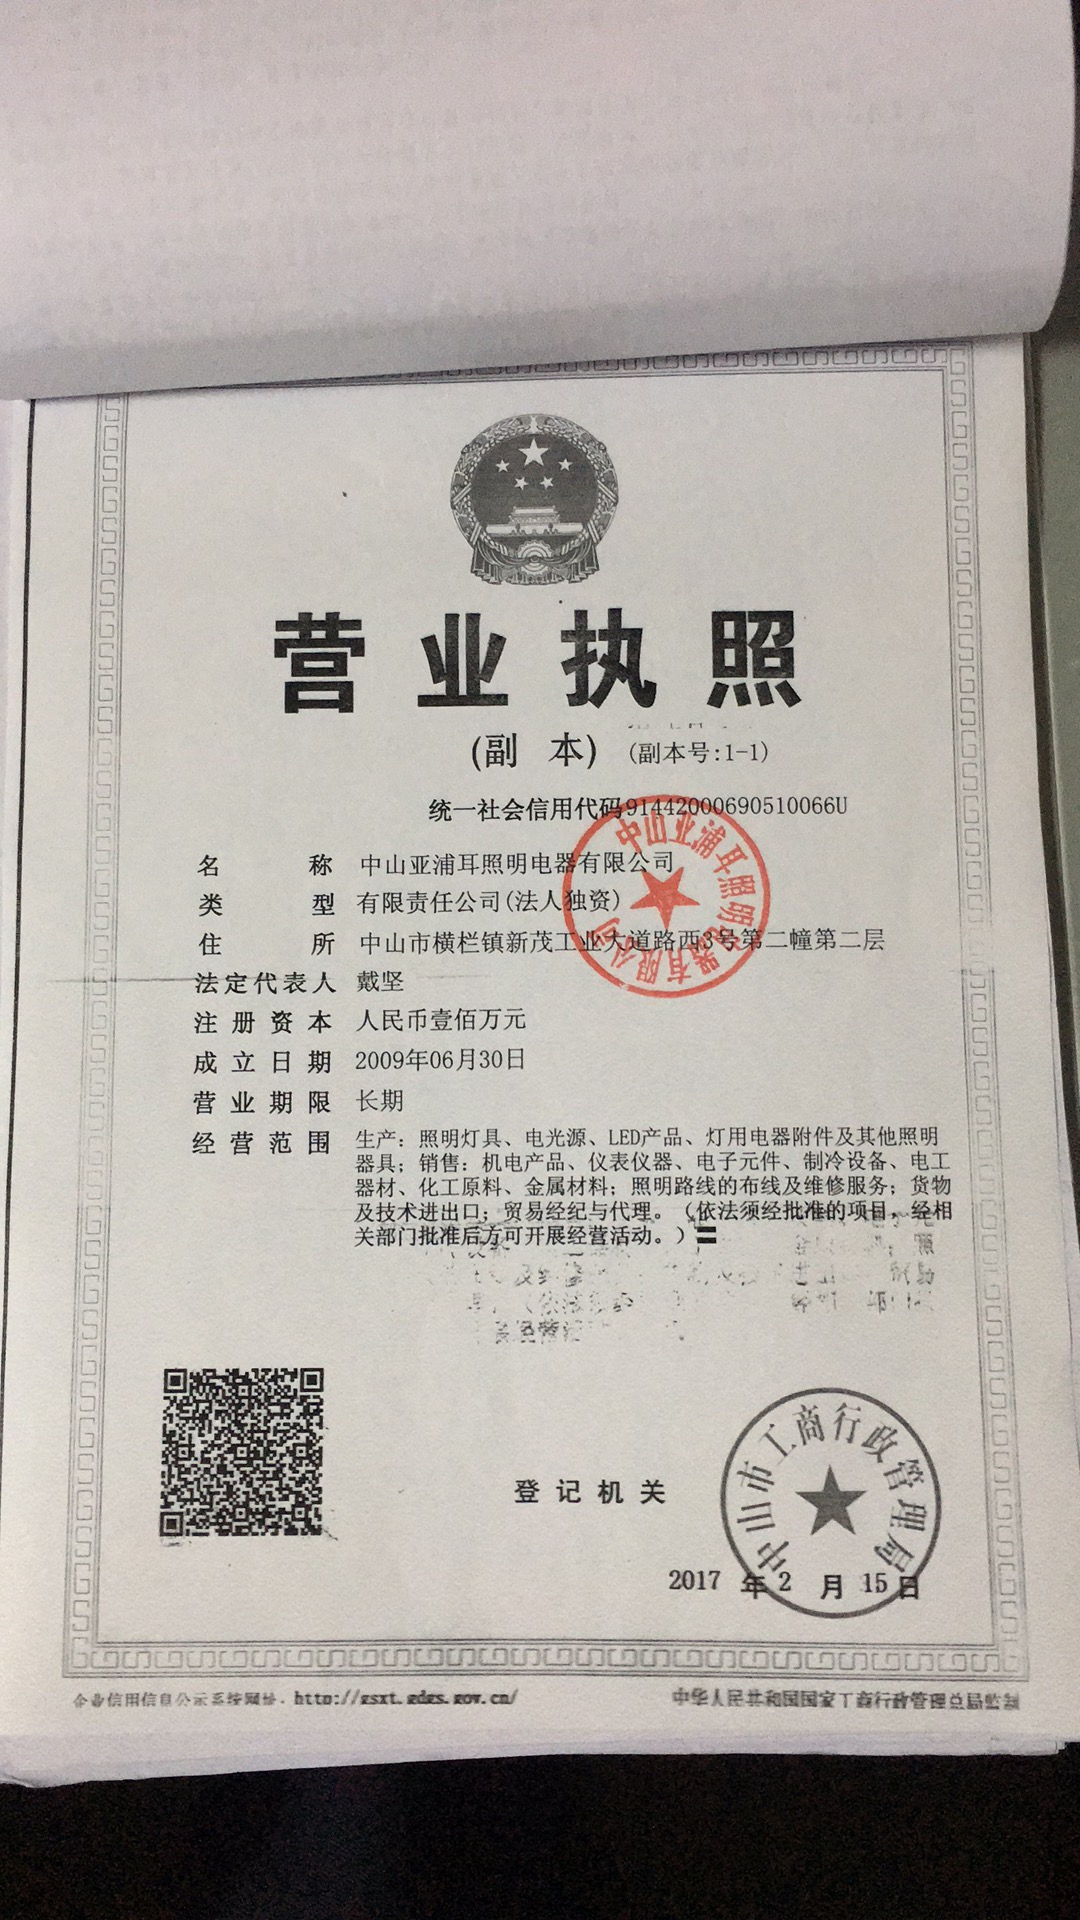 营业执照
(副 本) (副本号:1-1)
统一社会信用代码91442000690510066U
名称 中山亚浦耳照明电器有限公司
类型 有限责任公司(法人独资)
住所 中山市横栏镇新茂工业大道路西3号第二幢第二层
法定代表人 戴坚
注册资本 人民币壹佰万元
成立日期 2009年06月30日
营业期限 长期
经营范围 生产：照明灯具、电光源、LED产品、灯用电器附件及其他照明
器具；销售：机电产品、仪表仪器、电子元件、制冷设备、电工
器材、化工原料、金属材料；照明路线的布线及维修服务；货物
及技术进出口；贸易经纪与代理。（依法须经批准的项目，经相
关部门批准后方可开展经营活动。）
中山亚浦耳照明电器有限公司
登记机关
中山市工商行政管理局
2017 年 2 月 15 日
企业信用信息公示系统网址：http://gsxt.gdgs.gov.cn/
中华人民共和国国家工商行政管理总局监制